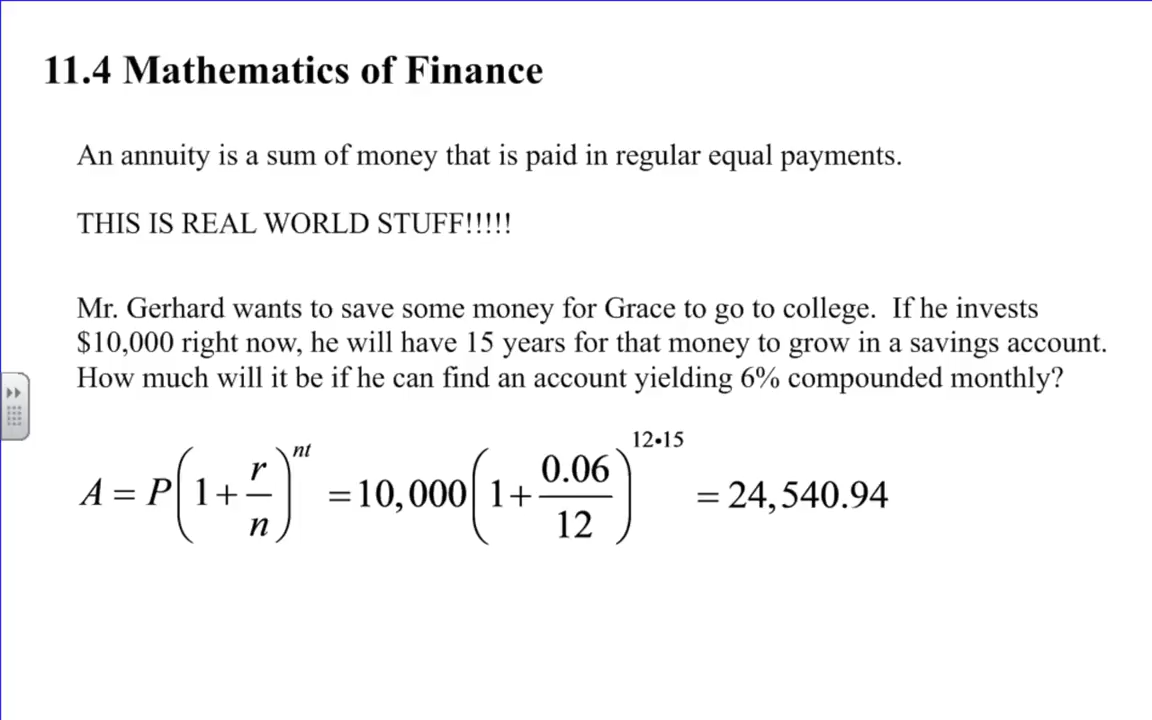 11.4 Mathematics of Finance
An annuity is a sum of money that is paid in regular equal payments.
THIS IS REAL WORLD STUFF!!!!!
Mr. Gerhard wants to save some money for Grace to go to college. If he invests
$10,000 right now, he will have 15 years for that money to grow in a savings account.
How much will it be if he can find an account yielding 6% compounded monthly?
A = P(1 + r/n)^{nt} = 10,000(1 + 0.06/12)^{12•15} = 24,540.94